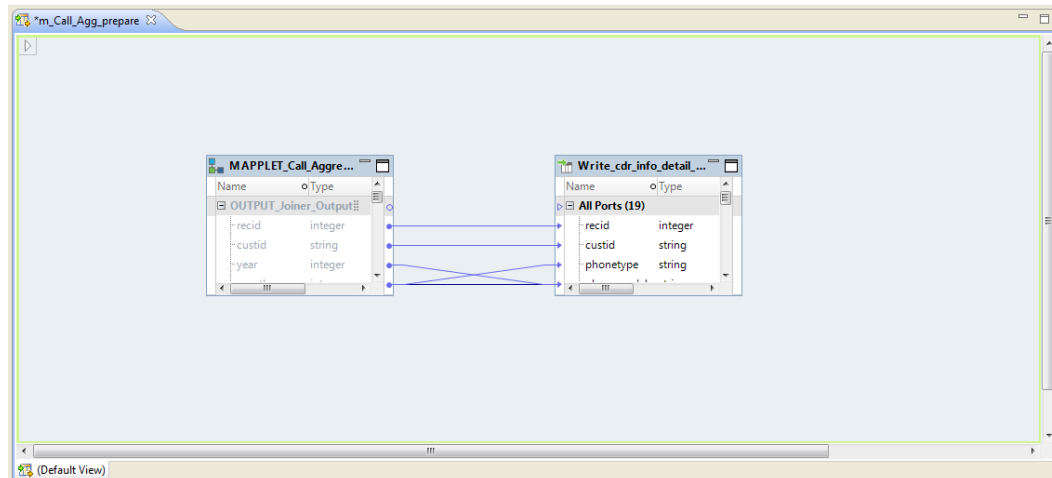 *m_Call_Agg_prepare
MAPPLET_Call_Aggre...
Name Type
OUTPUT_Joiner_Output
recid integer
custid string
year integer
Write_cdr_info_detail_...
Name Type
All Ports (19)
recid integer
custid string
phonetype string
(Default View)